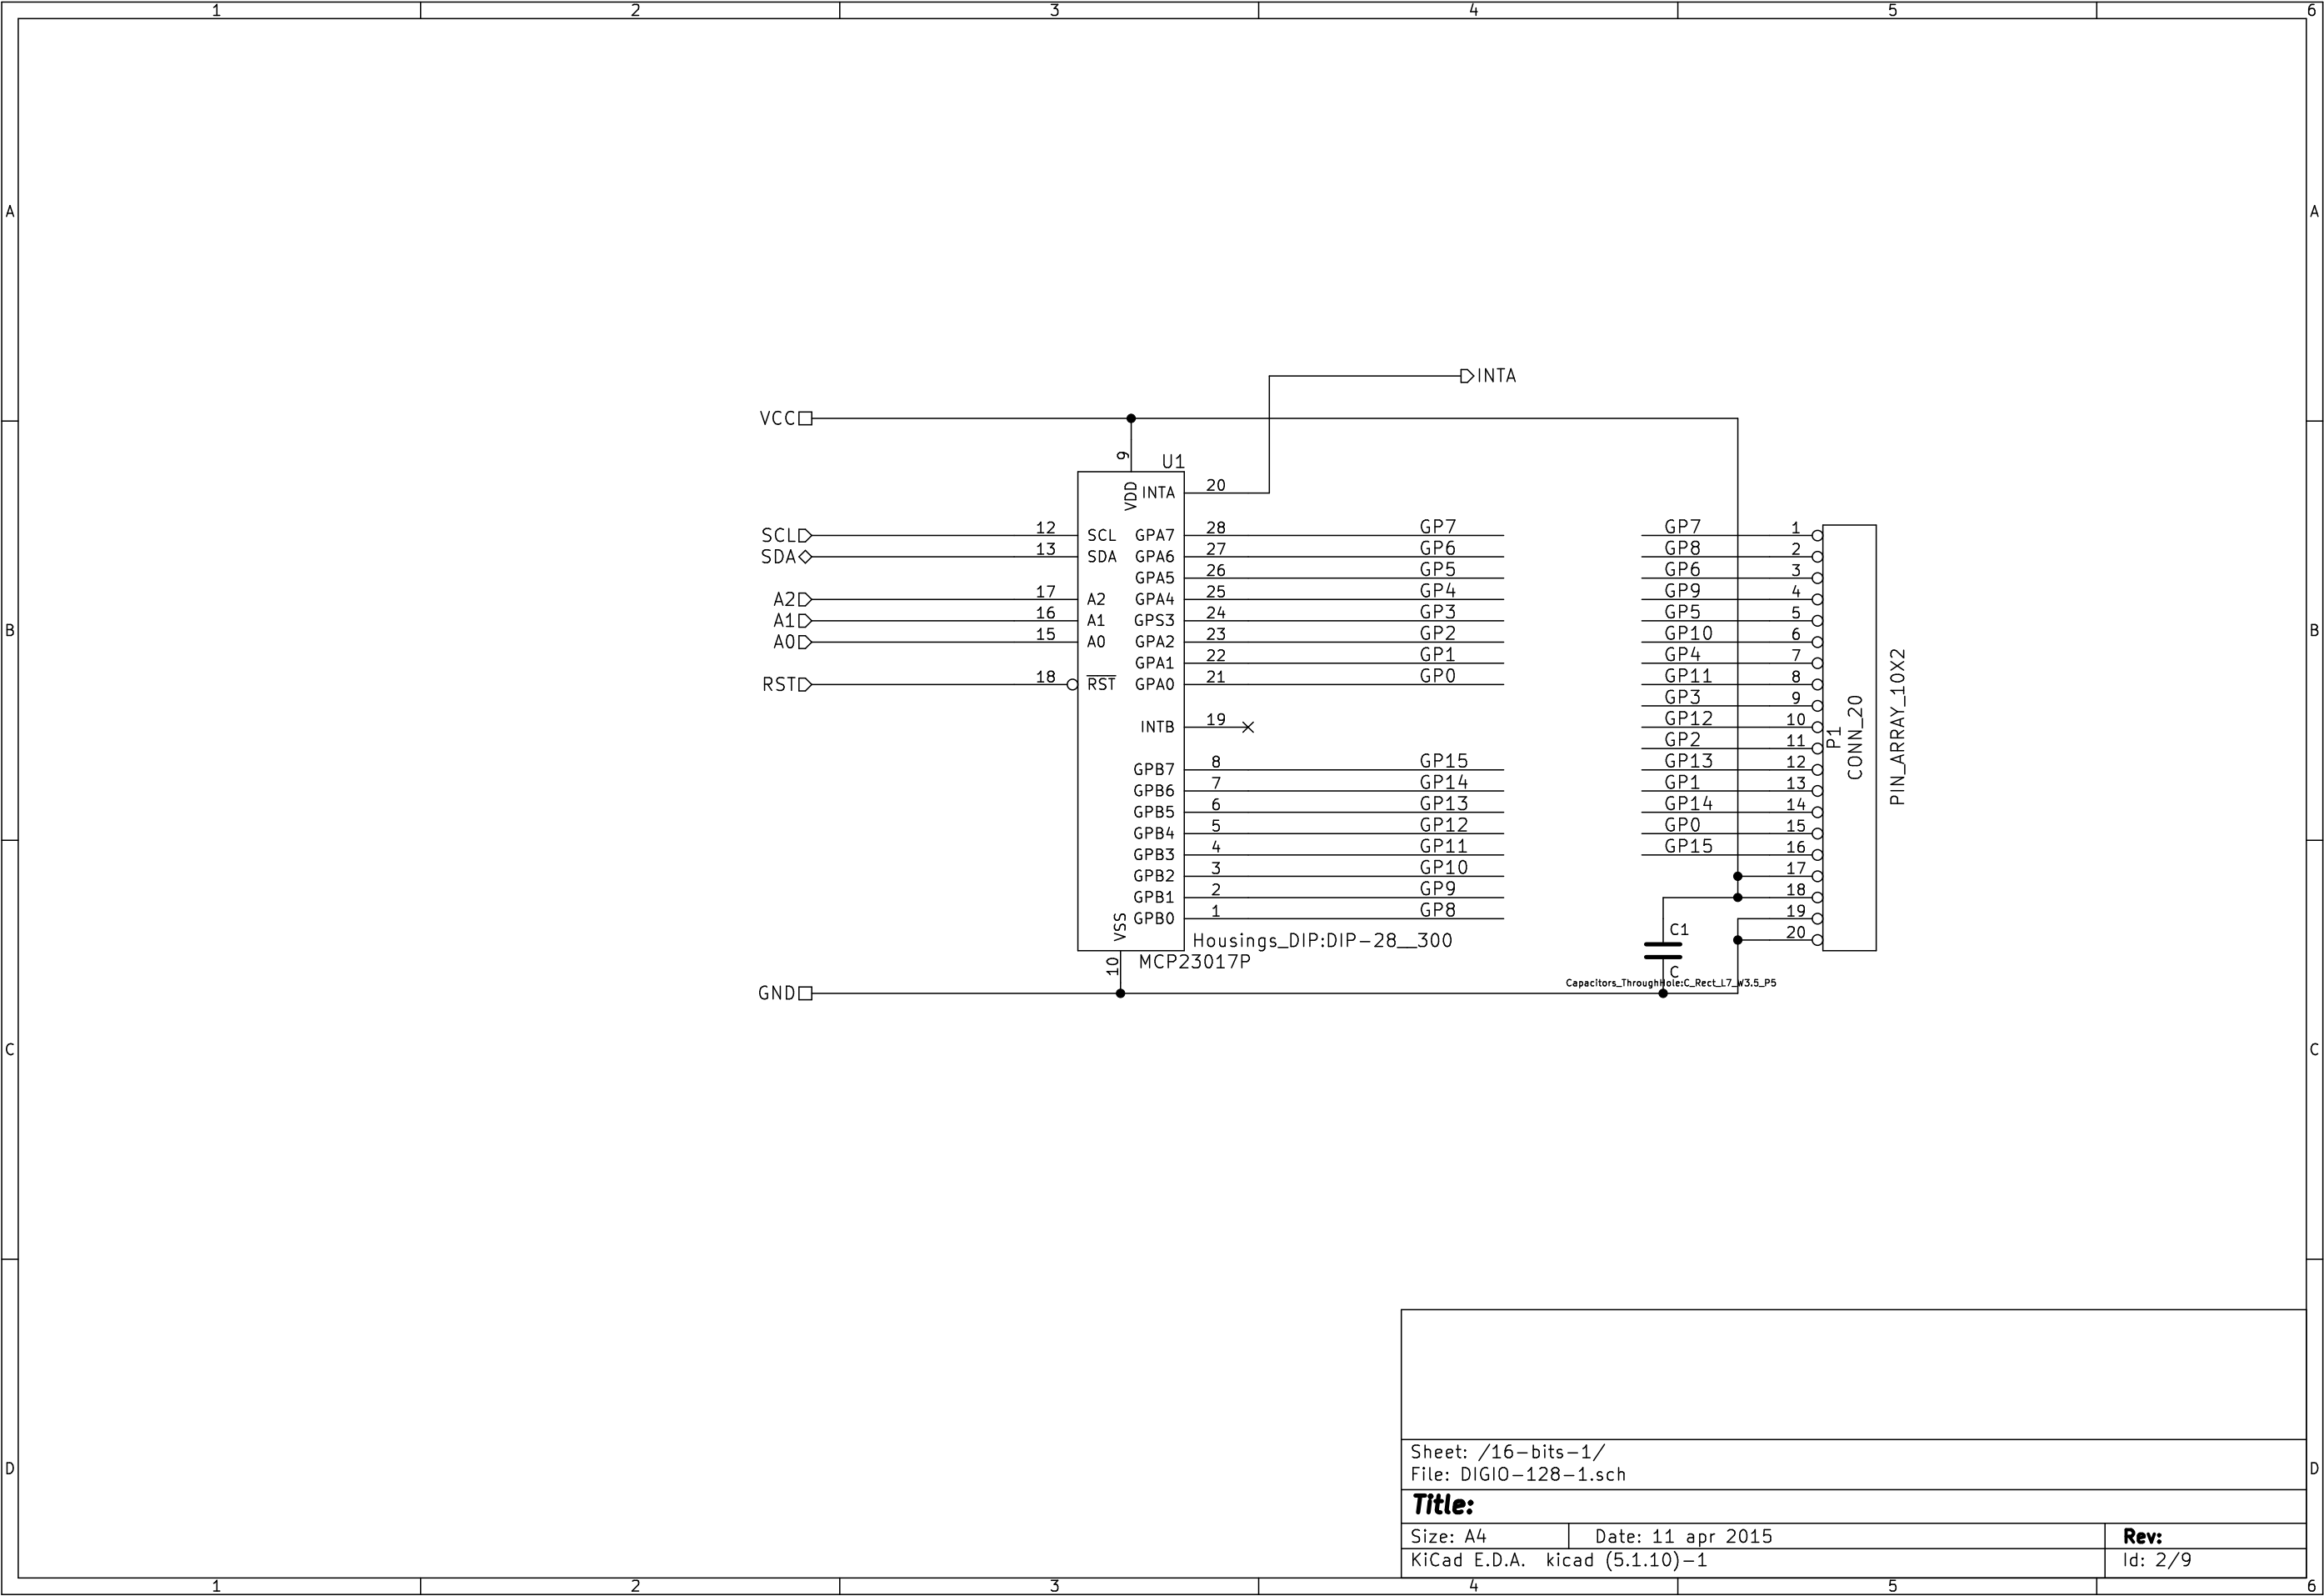 1 2 3 4 5 6
A A
INTA
VCC
9 U1
VDD INTA 20
SCL 12 SCL GPA7 28 GP7 GP7 1
SDA 13 SDA GPA6 27 GP6 GP8 2
GPA5 26 GP5 GP6 3
A2 17 A2 GPA4 25 GP4 GP9 4
A1 16 A1 GPS3 24 GP3 GP5 5
B B
A0 15 A0 GPA2 23 GP2 GP10 6
GPA1 22 GP1 GP4 7
RST 18 RST GPA0 21 GP0 GP11 8
GP3 9
INTB 19 GP12 10
GP2 11
P1
CONN_20
PIN_ARRAY_10X2
GPB7 8 GP15 GP13 12
GPB6 7 GP14 GP1 13
GPB5 6 GP13 GP14 14
GPB4 5 GP12 GP0 15
GPB3 4 GP11 GP15 16
GPB2 3 GP10 17
GPB1 2 GP9 18
VSS GPB0 1 GP8 19
C1
Housings_DIP:DIP-28__300 20
10 MCP23017P
C
Capacitors_ThroughHole:C_Rect_L7_W3.5_P5
GND
C C
Sheet: /16-bits-1/
File: DIGIO-128-1.sch
D D
Title:
Size: A4 Date: 11 apr 2015 Rev:
KiCad E.D.A. kicad (5.1.10)-1 Id: 2/9
1 2 3 4 5 6